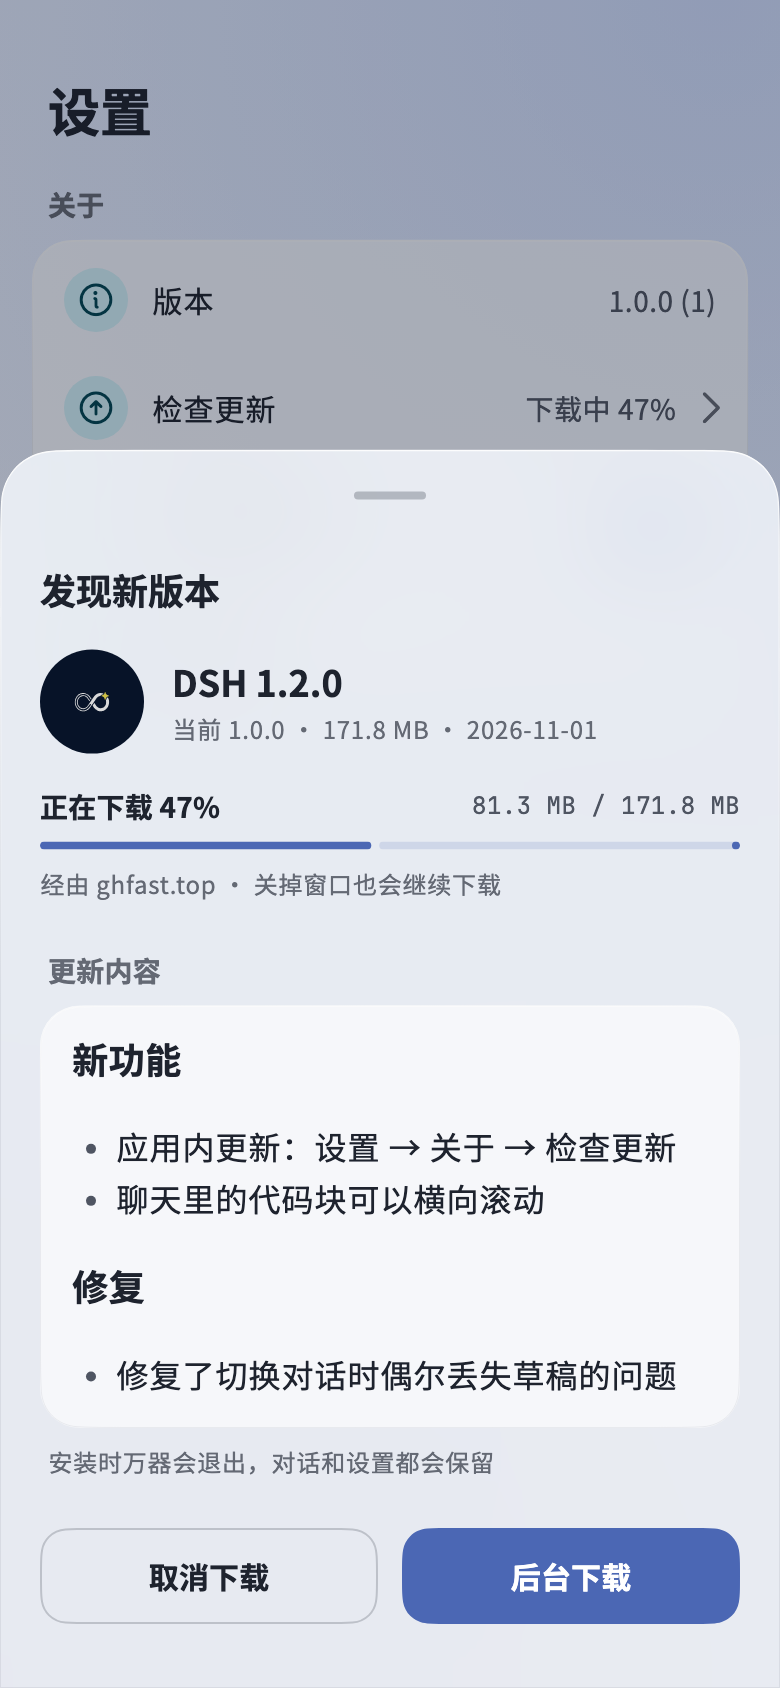 设置
关于
版本 1.0.0 (1)
检查更新 下载中 47%
发现新版本
DSH 1.2.0
当前 1.0.0 • 171.8 MB • 2026-11-01
正在下载 47% 81.3 MB / 171.8 MB
经由 ghfast.top • 关掉窗口也会继续下载
更新内容
新功能
• 应用内更新：设置 → 关于 → 检查更新
• 聊天里的代码块可以横向滚动
修复
• 修复了切换对话时偶尔丢失草稿的问题
安装时万器会退出，对话和设置都会保留
取消下载 后台下载